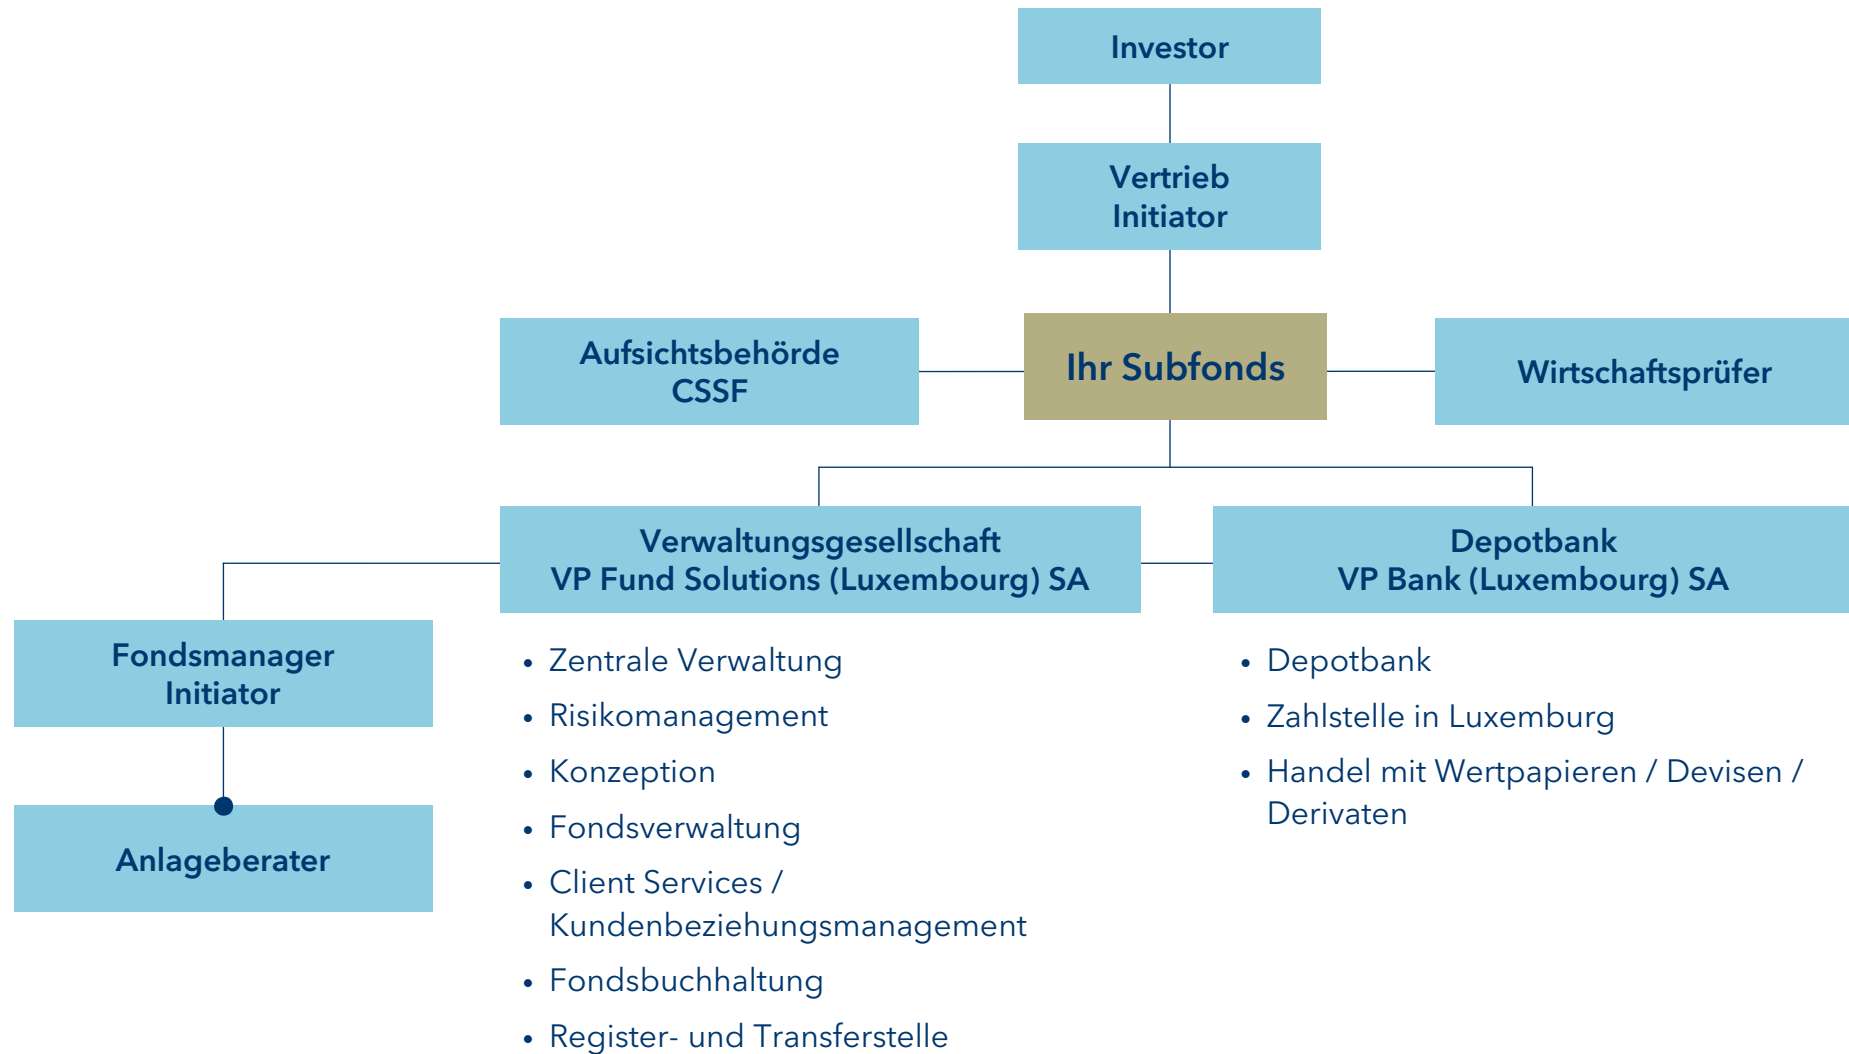 Investor
Vertrieb
Initiator
Aufsichtsbehörde
CSSF
Ihr Subfonds
Wirtschaftsprüfer
Verwaltungsgesellschaft
VP Fund Solutions (Luxembourg) SA
Depotbank
VP Bank (Luxembourg) SA
Fondsmanager
Initiator
Anlageberater
• Zentrale Verwaltung
• Risikomanagement
• Konzeption
• Fondsverwaltung
• Client Services /
Kundenbeziehungsmanagement
• Fondsbuchhaltung
• Register- und Transferstelle
• Depotbank
• Zahlstelle in Luxemburg
• Handel mit Wertpapieren / Devisen /
Derivaten